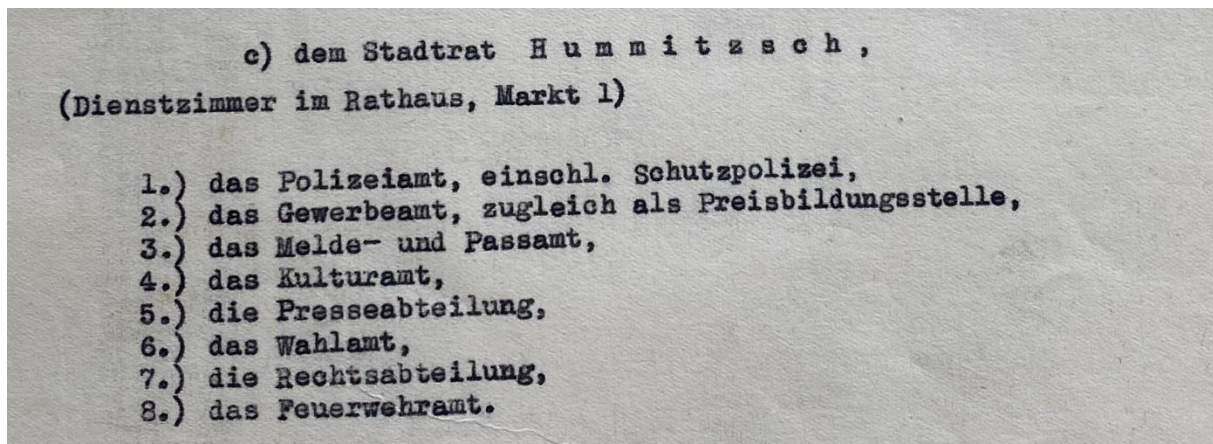 c) dem Stadtrat H u m m i t z s c h ,
(Dienstzimmer im Rathaus, Markt 1)
1.) das Polizeiamt, einschl. Schutzpolizei,
2.) das Gewerbeamt, zugleich als Preisbildungsstelle,
3.) das Melde- und Passamt,
4.) das Kulturamt,
5.) die Presseabteilung,
6.) das Wahlamt,
7.) die Rechtsabteilung,
8.) das Feuerwehramt.